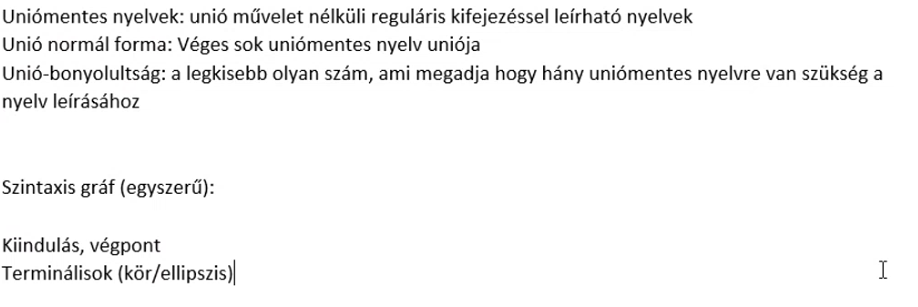 Uniómentes nyelvek: unió művelet nélküli reguláris kifejezéssel leírható nyelvek
Unió normál forma: Véges sok uniómentes nyelv uniója
Unió-bonyolultság: a legkisebb olyan szám, ami megadja hogy hány uniómentes nyelvre van szükség a
nyelv leírásához
Szintaxis gráf (egyszerű):
Kiindulás, végpont
Terminálisok (kör/ellipszis)